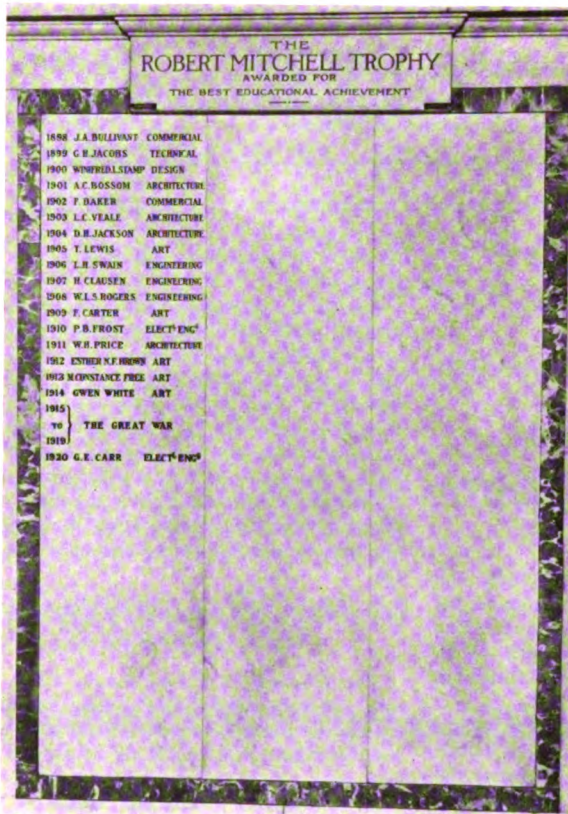 THE
ROBERT MITCHELL TROPHY
AWARDED FOR
THE BEST EDUCATIONAL ACHIEVEMENT
1898 J.A. BULLIVANT COMMERCIAL
1899 G.H. JACOBS TECHNICAL
1900 WINIFRED.L.STAMP DESIGN
1901 A.C. BOSSOM ARCHITECTURE
1902 F. BAKER COMMERCIAL
1903 L.C. VEALE ARCHITECTURE
1904 D.H. JACKSON ARCHITECTURE
1905 T. LEWIS ART
1906 L.H. SWAIN ENGINEERING
1907 H. CLAUSEN ENGINEERING
1908 W.L.S. ROGERS ENGINEERING
1909 F. CARTER ART
1910 P.B. FROST ELECTL ENGG
1911 W.H. PRICE ARCHITECTURE
1912 ESTHER N.F. BROWN ART
1913 M.CONSTANCE FREE ART
1914 GWEN WHITE ART
1915
TO THE GREAT WAR
1919
1920 G.E. CARR ELECTL ENGG